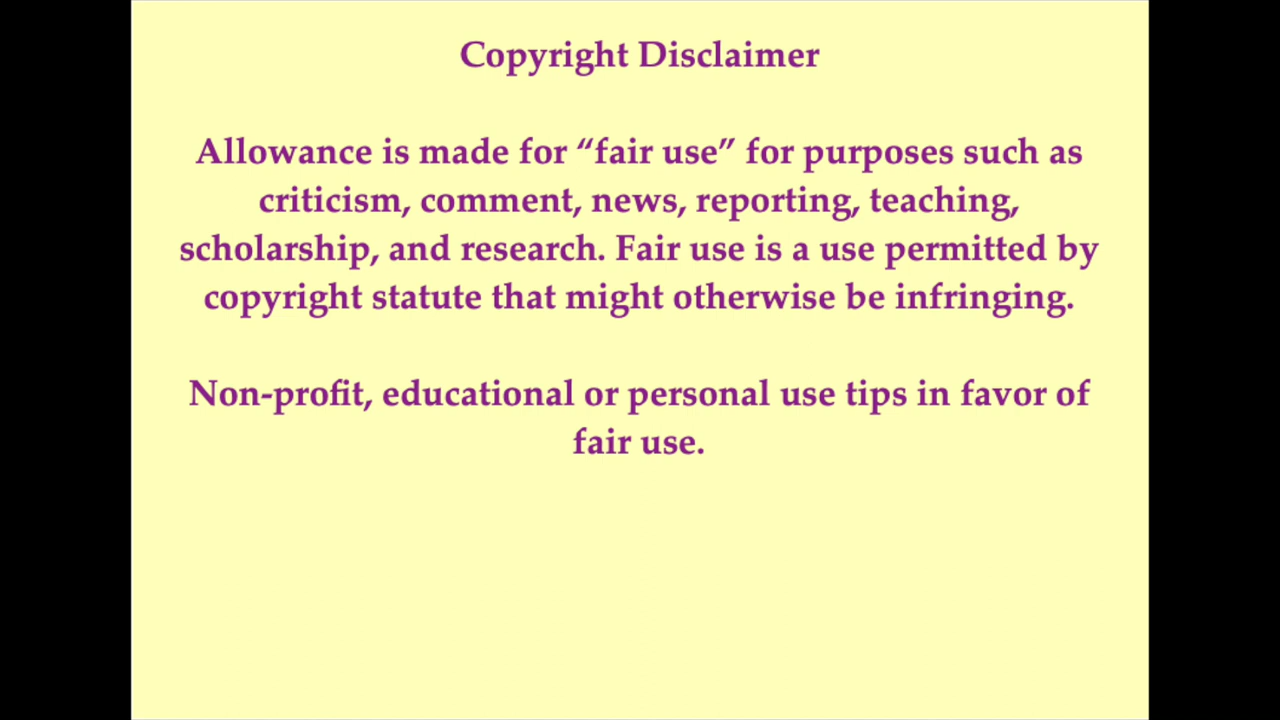 Copyright Disclaimer
Allowance is made for “fair use” for purposes such as
criticism, comment, news, reporting, teaching,
scholarship, and research. Fair use is a use permitted by
copyright statute that might otherwise be infringing.
Non-profit, educational or personal use tips in favor of
fair use.